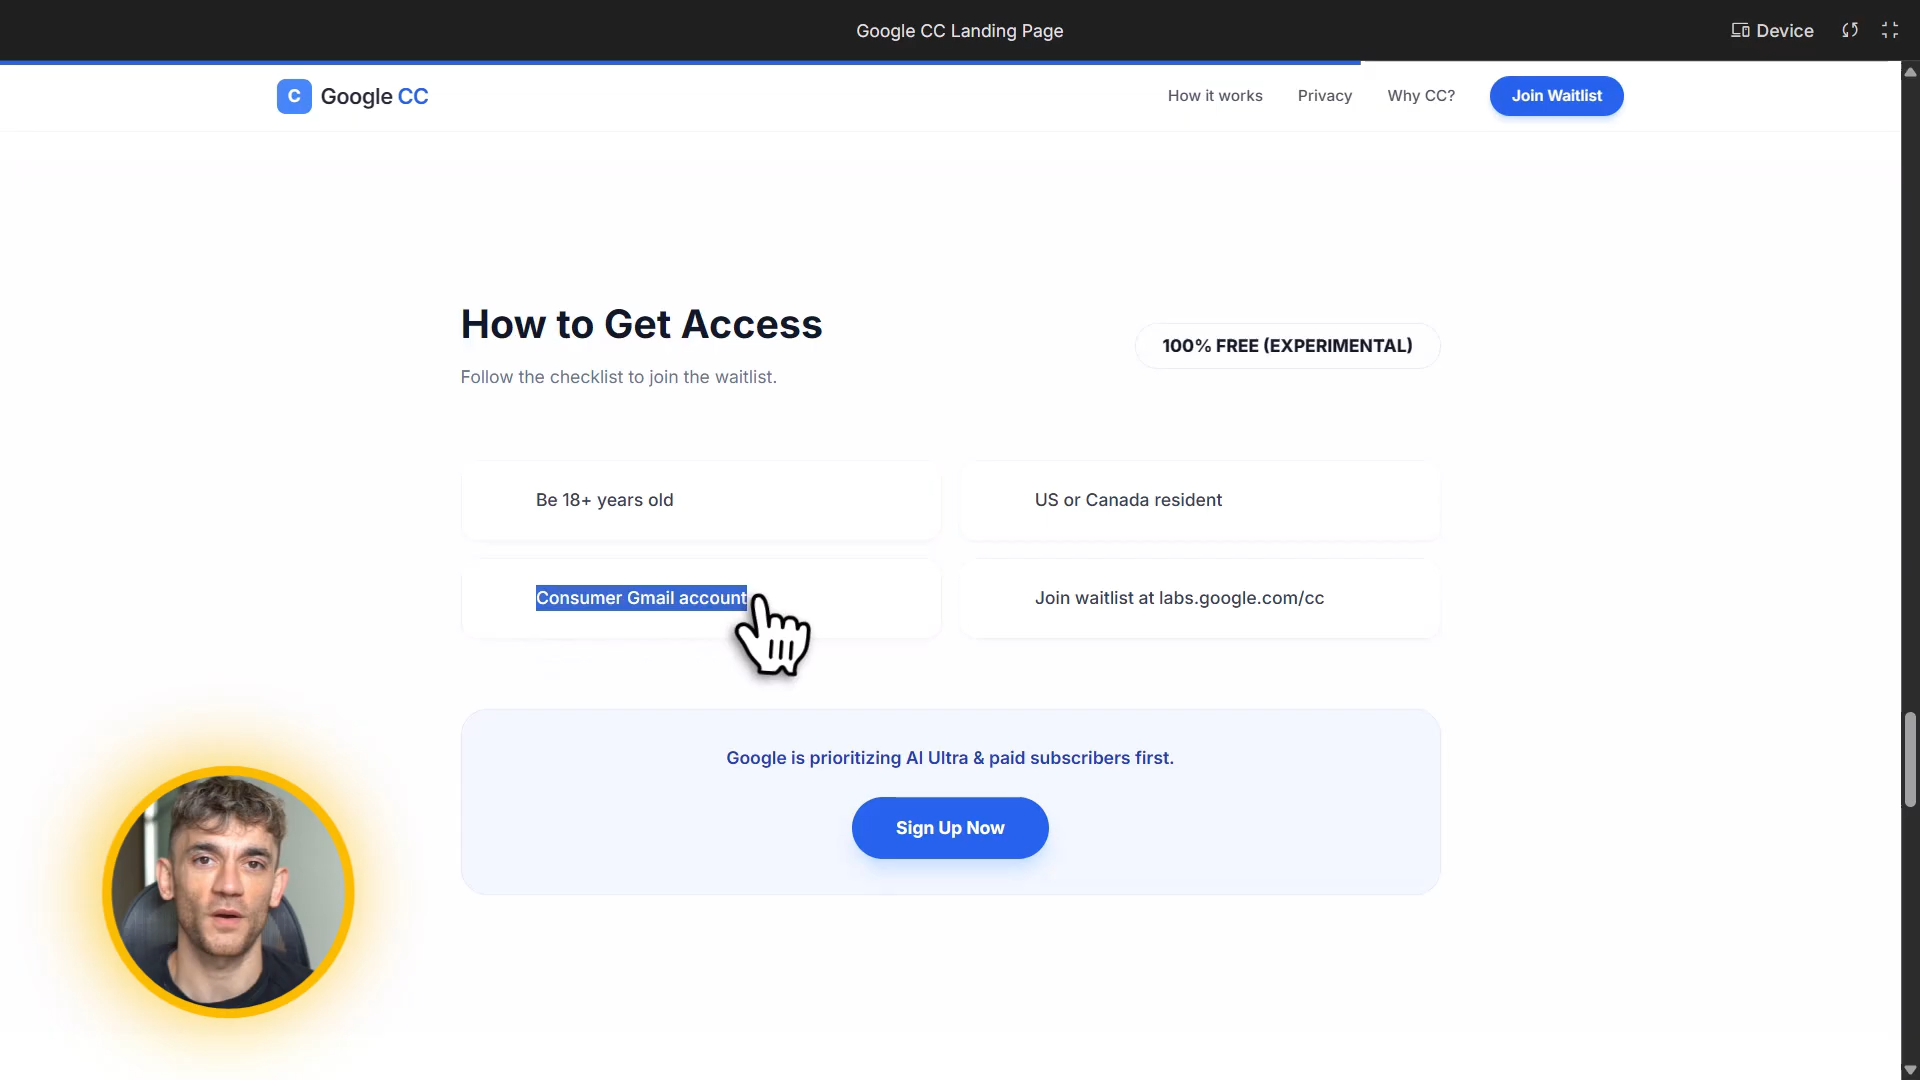 Google CC Landing Page
Device
C
Google CC
How it works
Privacy
Why CC?
Join Waitlist
How to Get Access
Follow the checklist to join the waitlist.
100% FREE (EXPERIMENTAL)
Be 18+ years old
US or Canada resident
Consumer Gmail account
Join waitlist at labs.google.com/cc
Google is prioritizing AI Ultra & paid subscribers first.
Sign Up Now